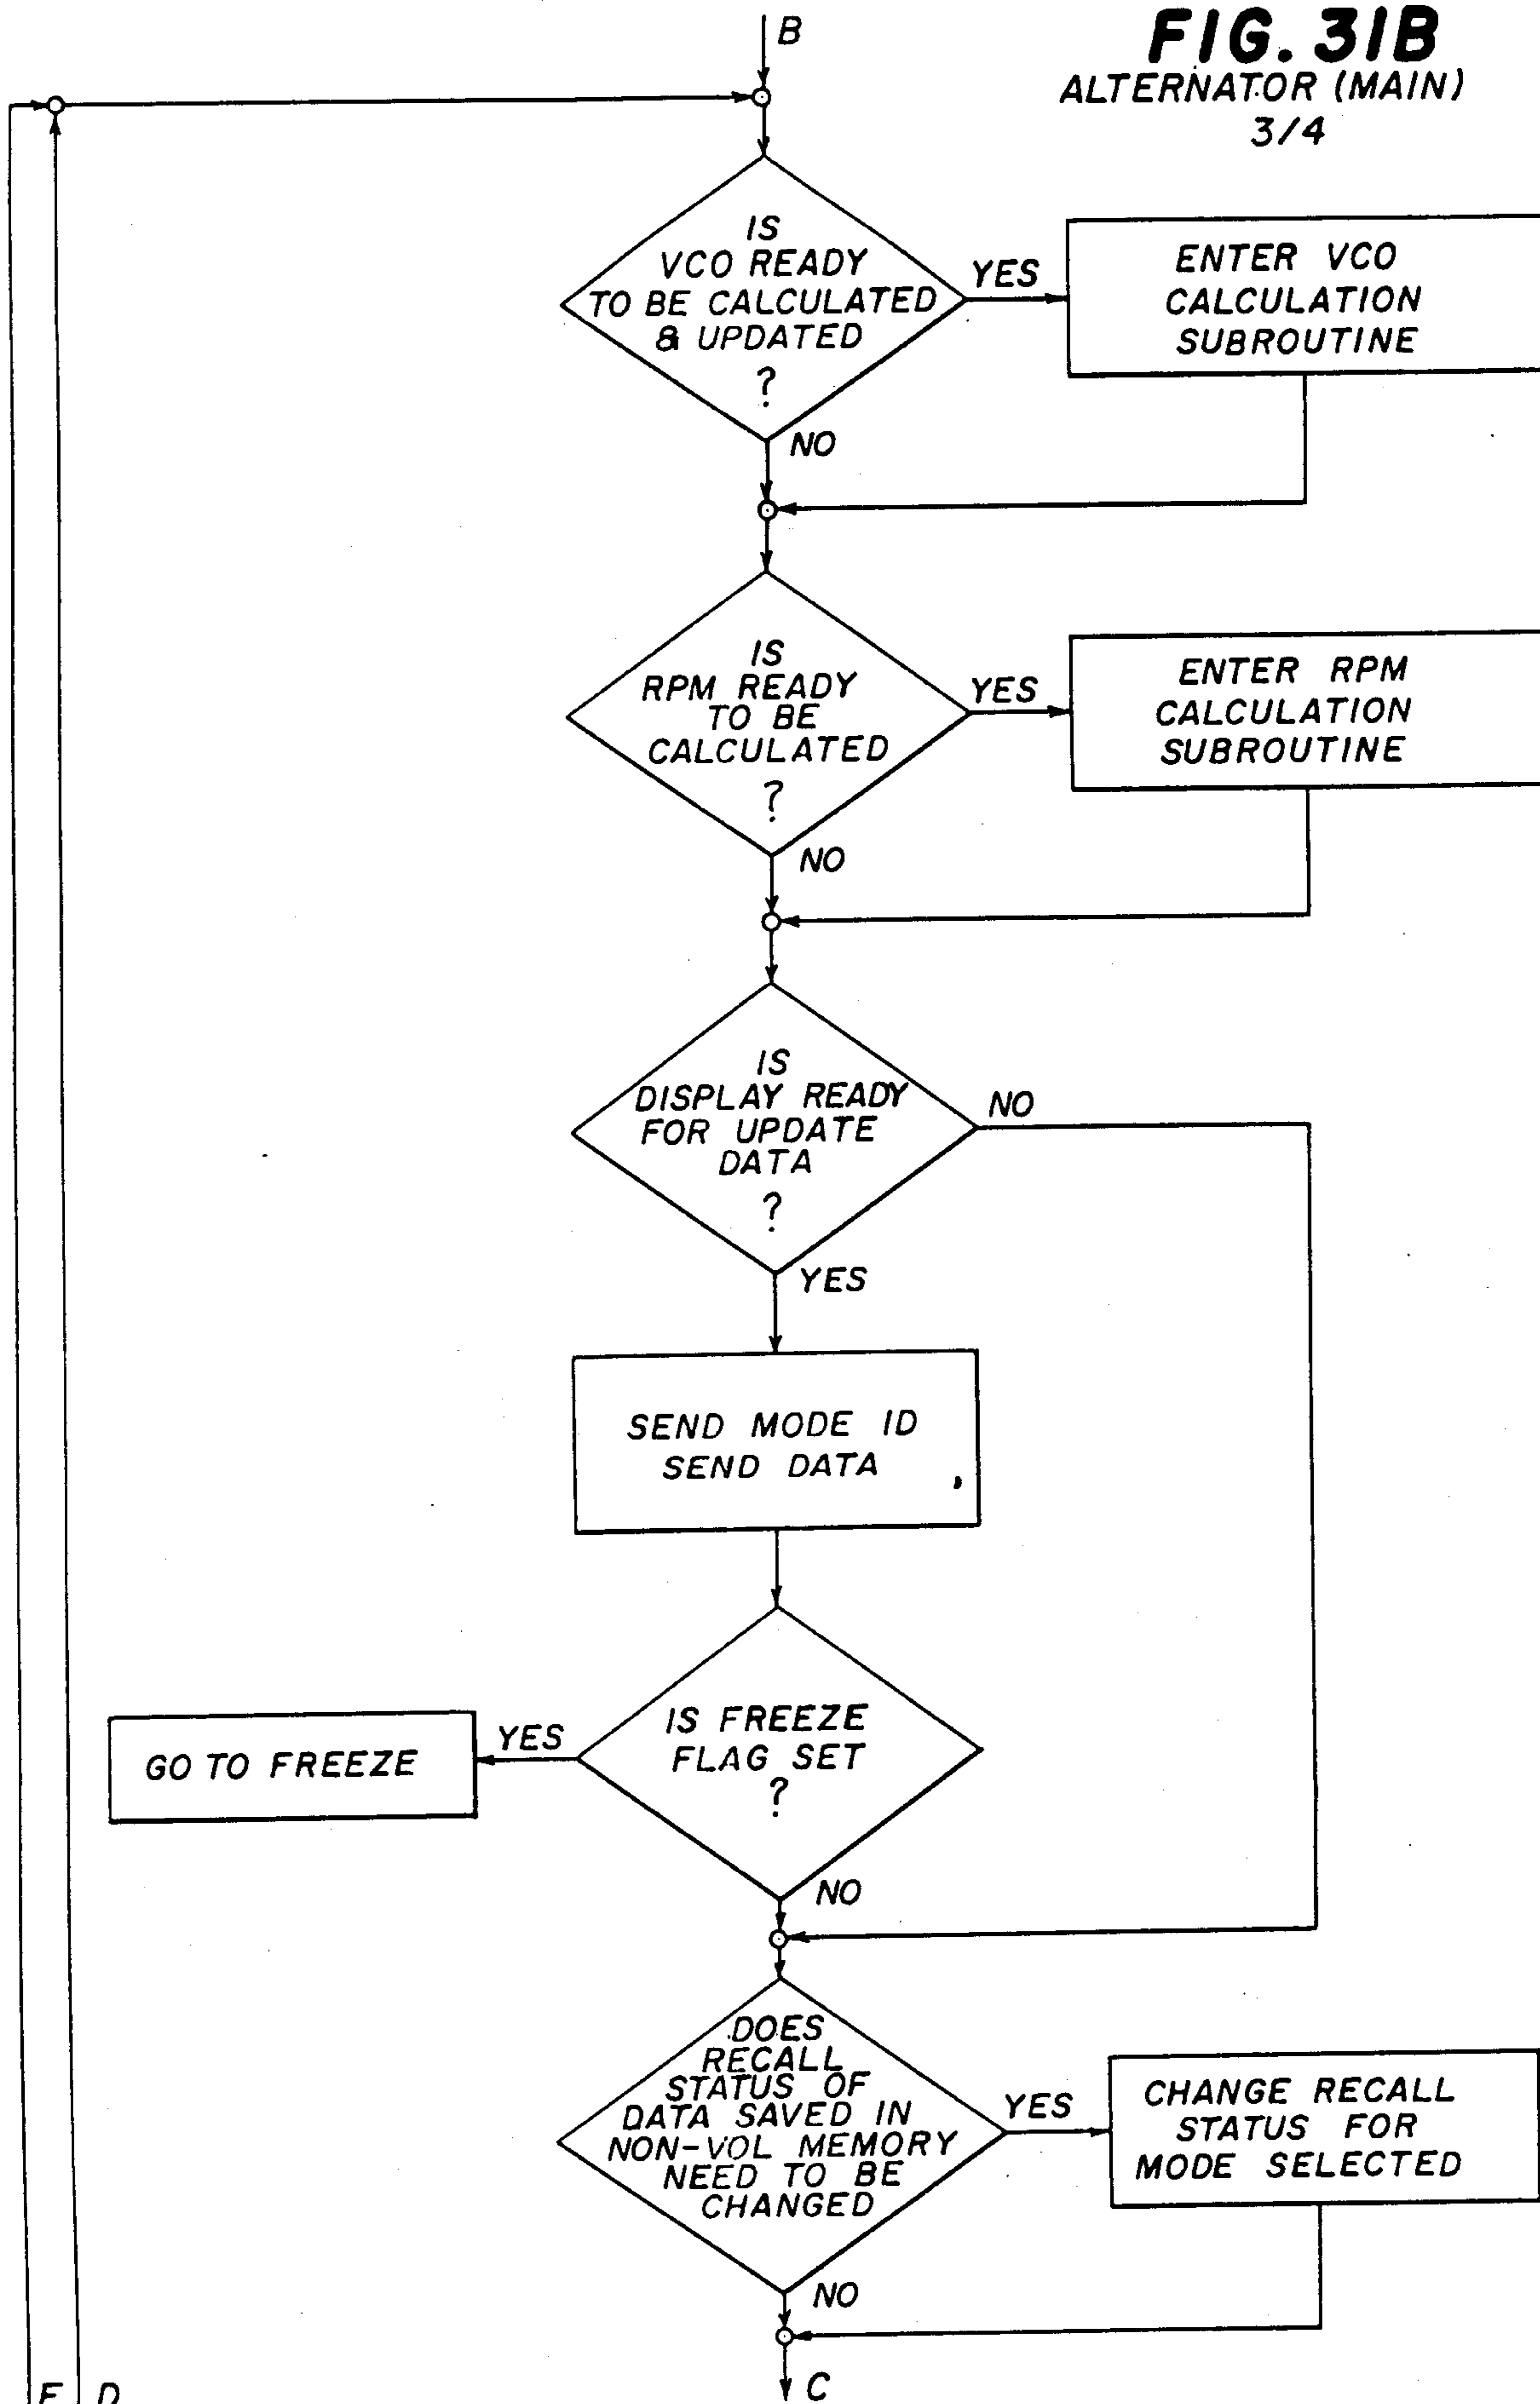 B
FIG. 31B
ALTERNATOR (MAIN)
3/4
IS
VCO READY
TO BE CALCULATED
& UPDATED
?
YES
ENTER VCO
CALCULATION
SUBROUTINE
NO
IS
RPM READY
TO BE
CALCULATED
?
YES
ENTER RPM
CALCULATION
SUBROUTINE
NO
IS
DISPLAY READY
FOR UPDATE
DATA
?
NO
YES
SEND MODE ID
SEND DATA
IS FREEZE
FLAG SET
?
YES
GO TO FREEZE
NO
DOES
RECALL
STATUS OF
DATA SAVED IN
NON-VOL MEMORY
NEED TO BE
CHANGED
YES
CHANGE RECALL
STATUS FOR
MODE SELECTED
NO
C
E D